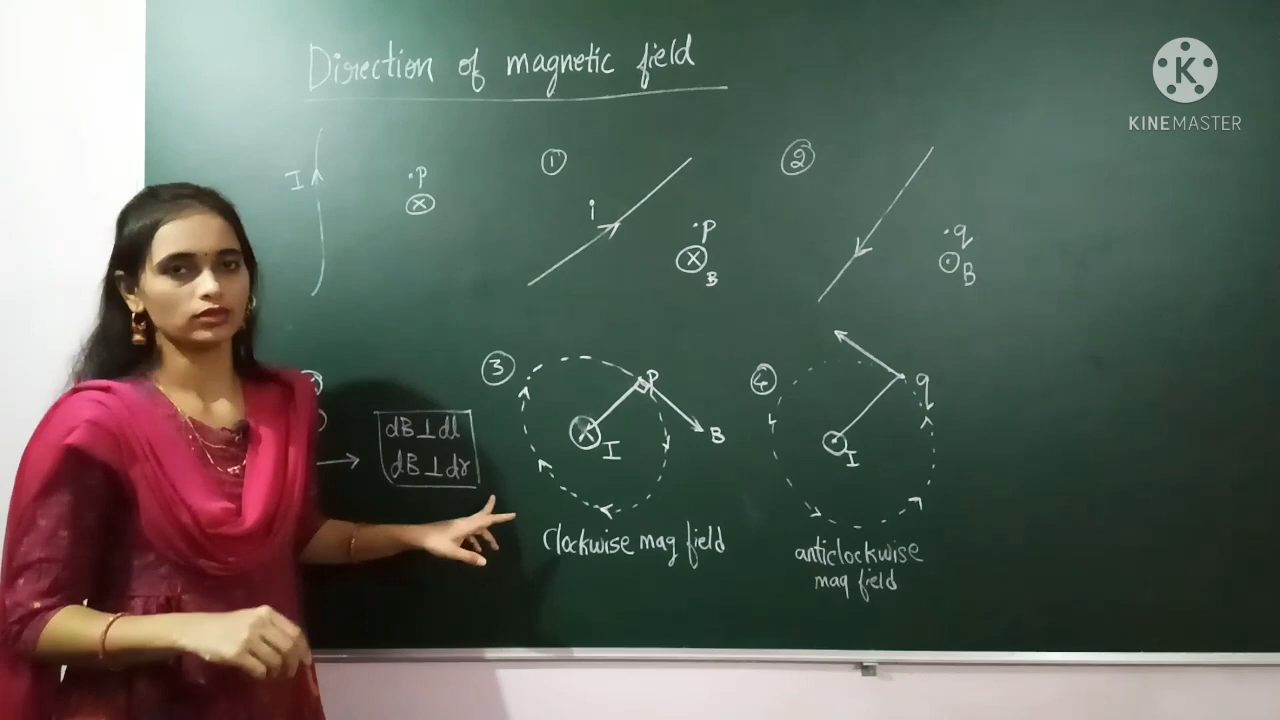 Direction of magnetic field
I
.P
ⓧ
①
i
.P
ⓧ B
②
.q
⊙ B
③
P
ⓧ I
B
clockwise mag field
④
q
I
anticlockwise
mag field
dB⊥dl
dB⊥dr
K
KINEMASTER